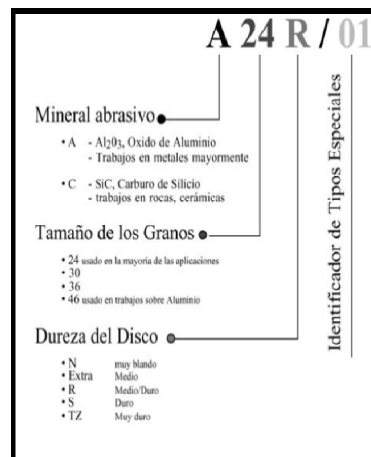 A 24 R / 01
Mineral abrasivo
• A - Al₂O₃, Oxido de Aluminio
- Trabajos en metales mayormente
• C - SiC, Carburo de Silicio
- trabajos en rocas, cerámicas
Tamaño de los Granos
• 24 usado en la mayoría de las aplicaciones
• 30
• 36
• 46 usado en trabajos sobre Aluminio
Dureza del Disco
• N muy blando
• Extra Medio
• R Medio/Duro
• S Duro
• TZ Muy duro
Identificador de Tipos Especiales